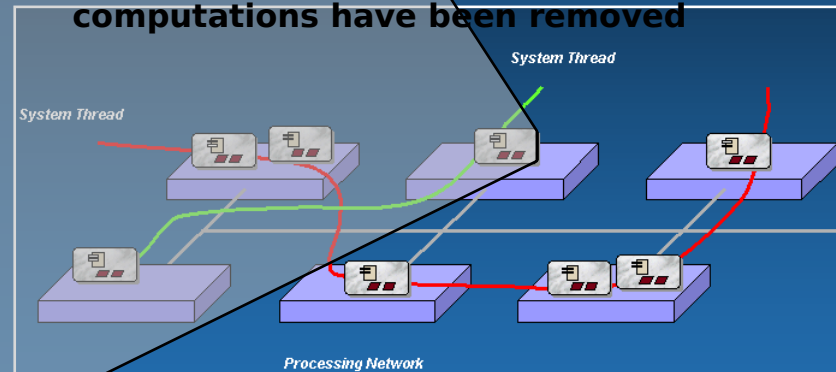 computations have been removed
System Thread
System Thread
Processing Network